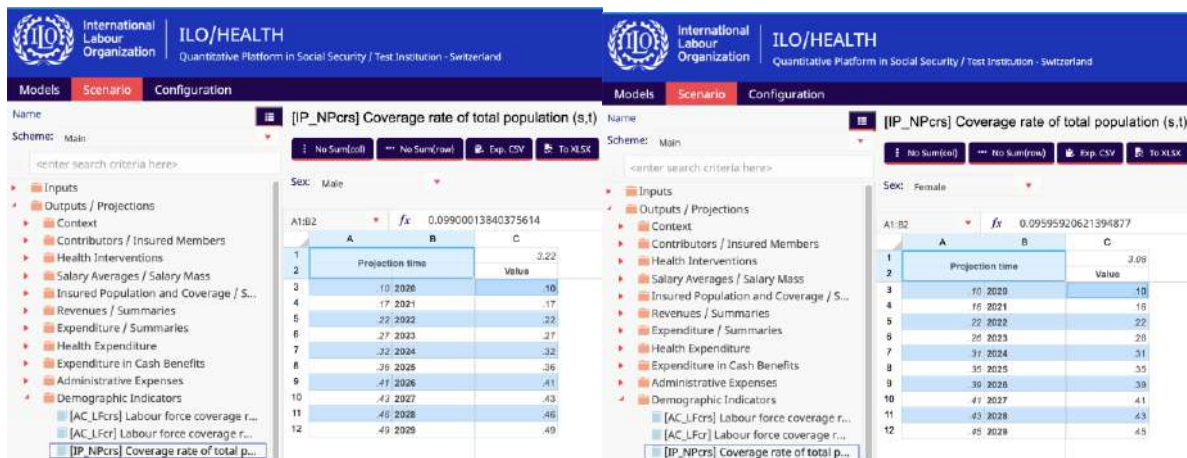 International
Labour
Organization
ILO/HEALTH
Quantitative Platform in Social Security / Test Institution - Switzerland
Models Scenario Configuration
Name
Scheme: Main
<enter search criteria here>
Inputs
Outputs / Projections
Context
Contributors / Insured Members
Health Interventions
Salary Averages / Salary Mass
Insured Population and Coverage / S...
Revenues / Summaries
Expenditure / Summaries
Health Expenditure
Expenditure in Cash Benefits
Administrative Expenses
Demographic Indicators
[AC_LFcrs] Labour force coverage r...
[AC_LFcr] Labour force coverage r...
[IP_NPcrs] Coverage rate of total p...
[IP_NPcrs] Coverage rate of total population (s,t)
No Sum(col) No Sum(row) Exp. CSV To XLSX
Sex: Male
A1:B2 fx 0.09900013840375614
A B C
1 Projection time 3.22
2 Value
3 .10 2020 .10
4 .17 2021 .17
5 .22 2022 .22
6 .27 2023 .27
7 .32 2024 .32
8 .36 2025 .36
9 .41 2026 .41
10 .43 2027 .43
11 .46 2028 .46
12 .49 2029 .49
International
Labour
Organization
ILO/HEALTH
Quantitative Platform in Social Security / Test Institution - Switzerland
Models Scenario Configuration
Name
Scheme: Main
<enter search criteria here>
Inputs
Outputs / Projections
Context
Contributors / Insured Members
Health Interventions
Salary Averages / Salary Mass
Insured Population and Coverage / S...
Revenues / Summaries
Expenditure / Summaries
Health Expenditure
Expenditure in Cash Benefits
Administrative Expenses
Demographic Indicators
[AC_LFcrs] Labour force coverage r...
[AC_LFcr] Labour force coverage r...
[IP_NPcrs] Coverage rate of total p...
[IP_NPcrs] Coverage rate of total population (s,t)
No Sum(col) No Sum(row) Exp. CSV To XLSX
Sex: Female
A1:B2 fx 0.09595920621394877
A B C
1 Projection time
2 Value
3 .10 2020 .10
4 .16 2021 .16
5 .22 2022 .22
6 .26 2023 .26
7 .31 2024 .31
8 .35 2025 .35
9 .39 2026 .39
10 .41 2027 .41
11 .43 2028 .43
12 .45 2029 .45